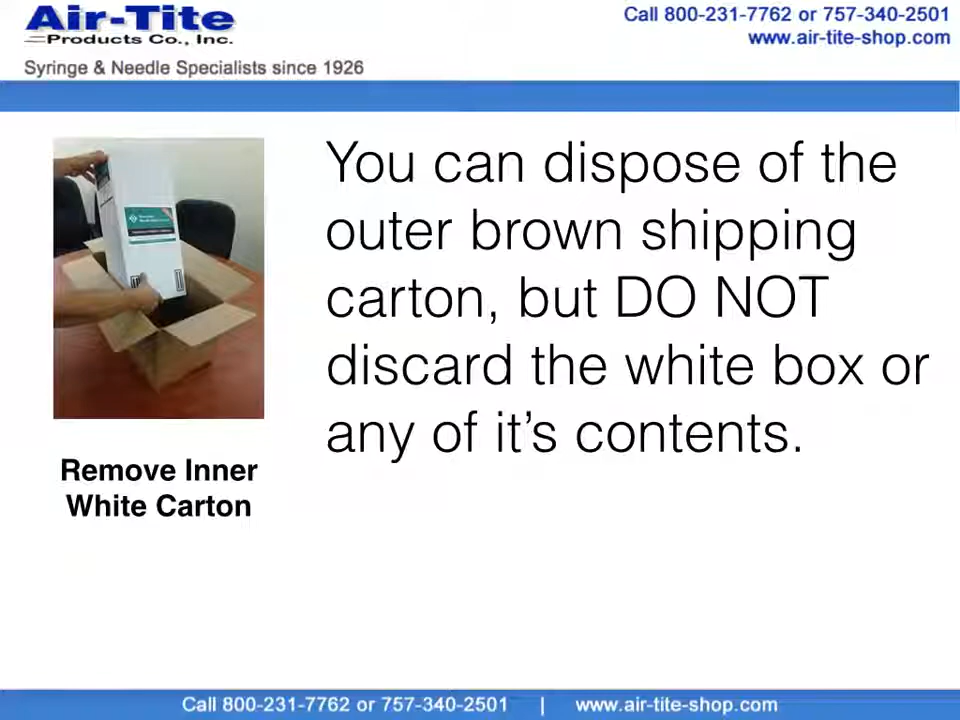 Air-Tite
Products Co., Inc.
Syringe & Needle Specialists since 1926
Call 800-231-7762 or 757-340-2501
www.air-tite-shop.com
You can dispose of the
outer brown shipping
carton, but DO NOT
discard the white box or
any of it’s contents.
Remove Inner
White Carton
Call 800-231-7762 or 757-340-2501 | www.air-tite-shop.com